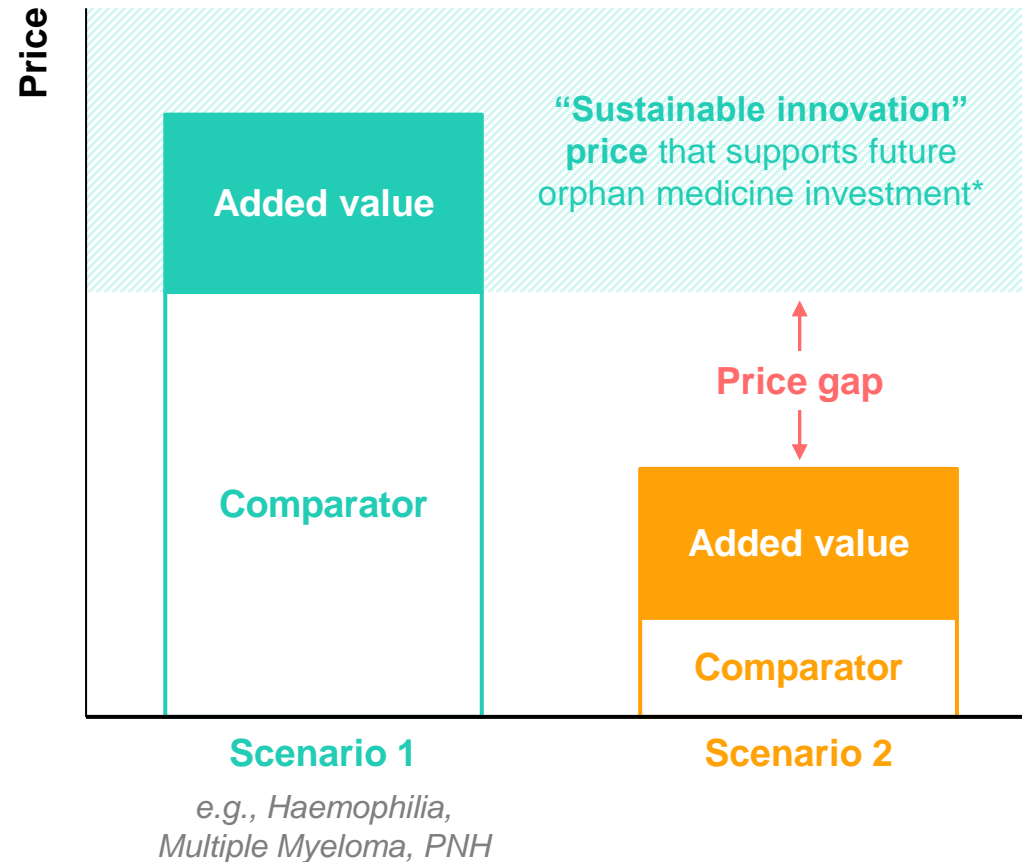 Price
“Sustainable innovation”
price that supports future
orphan medicine investment*
Added value
Comparator
Price gap
Added value
Comparator
Scenario 1
Scenario 2
e.g., Haemophilia,
Multiple Myeloma, PNH